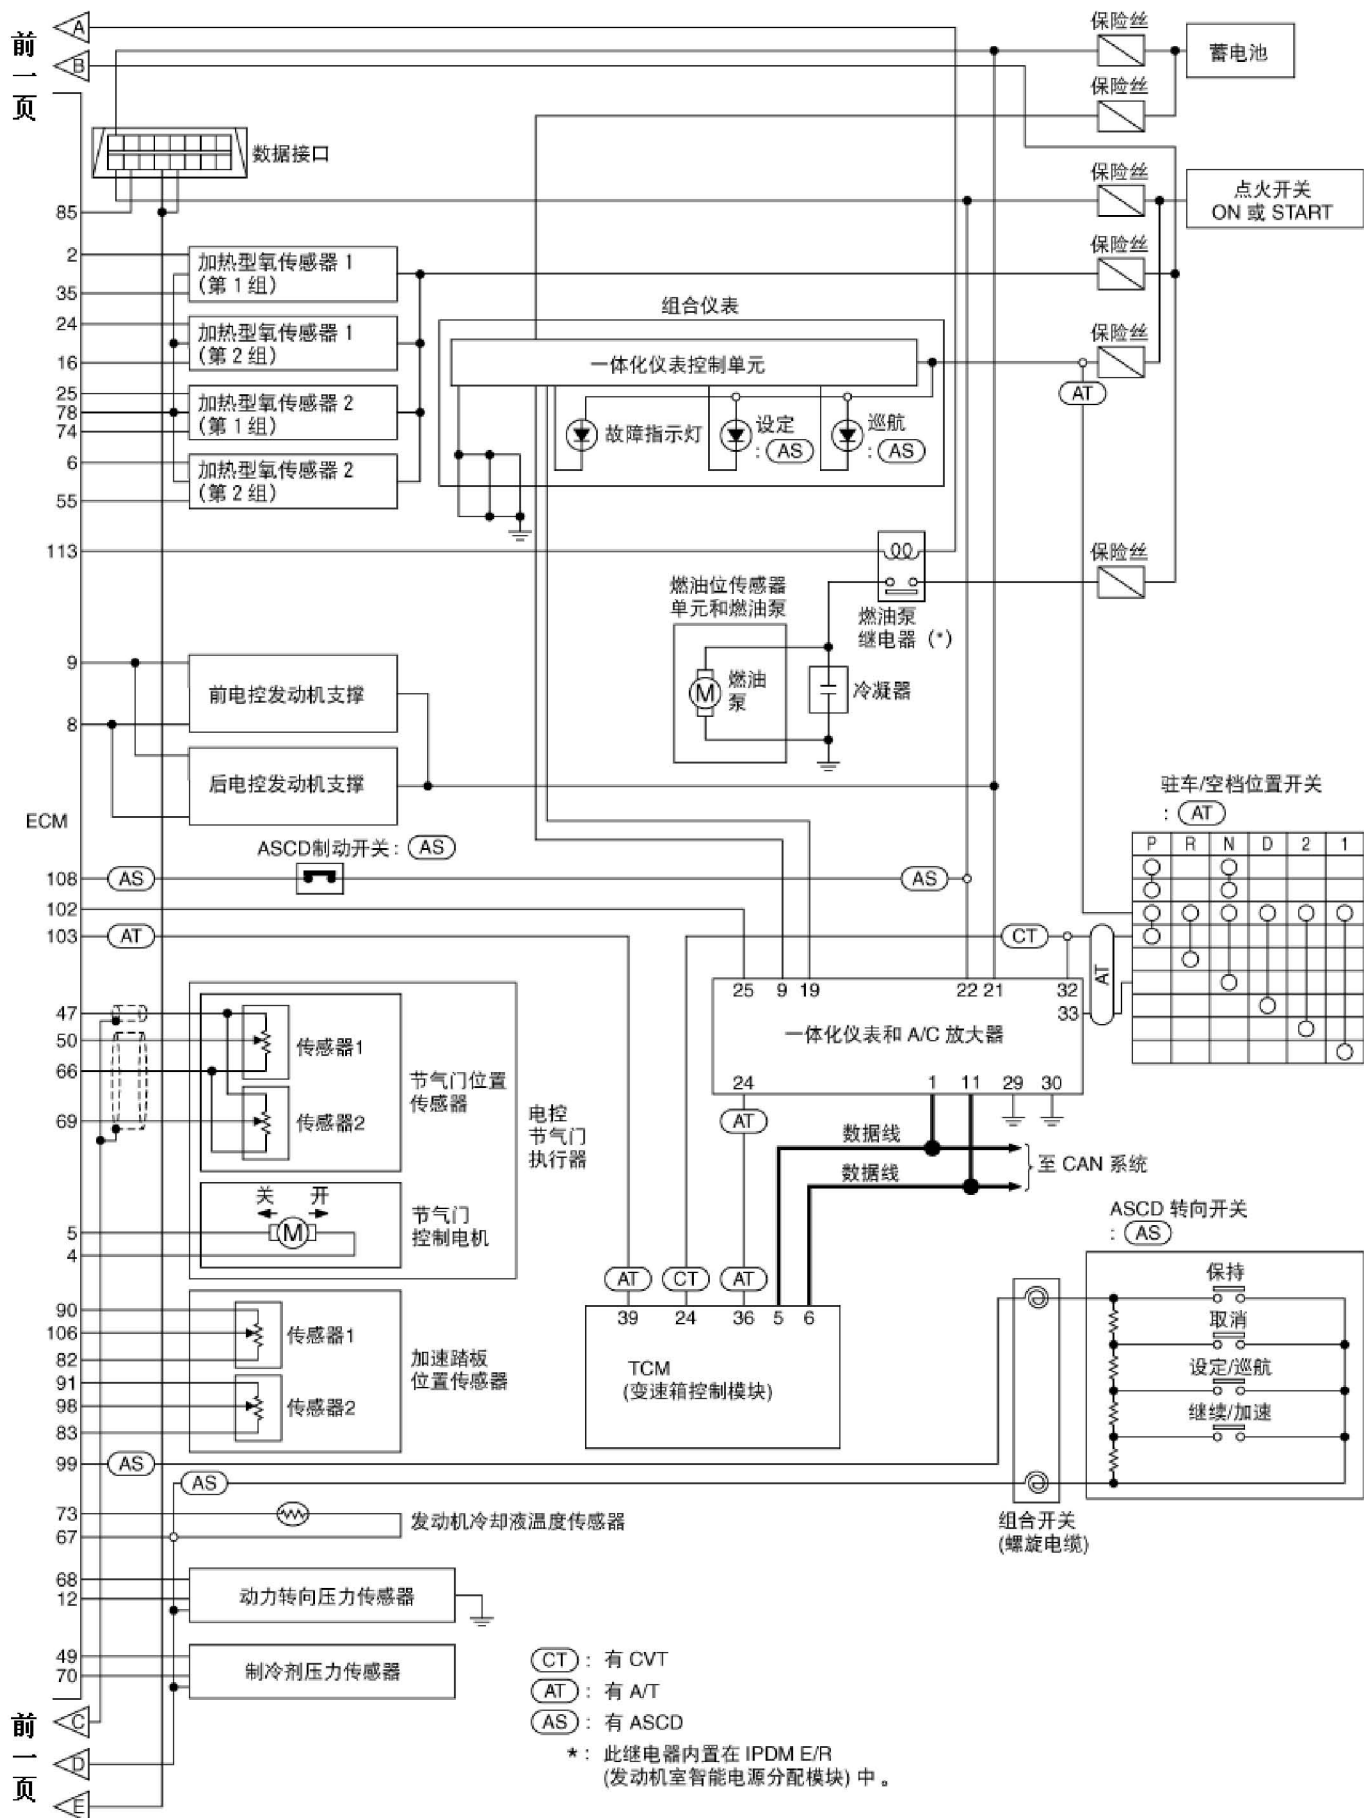 前一页
A
B
保险丝
蓄电池
保险丝
数据接口
保险丝
点火开关
ON 或 START
85
2
加热型氧传感器 1
(第 1 组)
35
保险丝
组合仪表
24
加热型氧传感器 1
(第 2 组)
16
一体化仪表控制单元
保险丝
AT
25
78
74
加热型氧传感器 2
(第 1 组)
故障指示灯
设定
: AS
巡航
: AS
6
加热型氧传感器 2
(第 2 组)
55
113
保险丝
燃油位传感器
单元和燃油泵
燃油泵
继电器 (*)
9
前电控发动机支撑
M
燃油
泵
冷凝器
8
后电控发动机支撑
驻车/空档位置开关
: AT
ECM
ASCD制动开关: AS
P R N D 2 1
108
AS
AS
102
103
AT
CT
AT
25 9 19 22 21 32
33
一体化仪表和 A/C 放大器
24 1 11 29 30
47
50
66
69
传感器1
传感器2
节气门位置
传感器
电控
节气门
执行器
AT
数据线
数据线
至 CAN 系统
关 开
M
5
4
节气门
控制电机
ASCD 转向开关
: AS
AT CT AT
39 24 36 5 6
TCM
(变速箱控制模块)
保持
取消
设定/巡航
继续/加速
90
106
82
传感器1
91
98
83
传感器2
加速踏板
位置传感器
99
AS
AS
73
67
发动机冷却液温度传感器
组合开关
(螺旋电缆)
68
12
动力转向压力传感器
49
70
制冷剂压力传感器
CT : 有 CVT
AT : 有 A/T
AS : 有 ASCD
* : 此继电器内置在 IPDM E/R
(发动机室智能电源分配模块) 中。
前一页
C
D
E